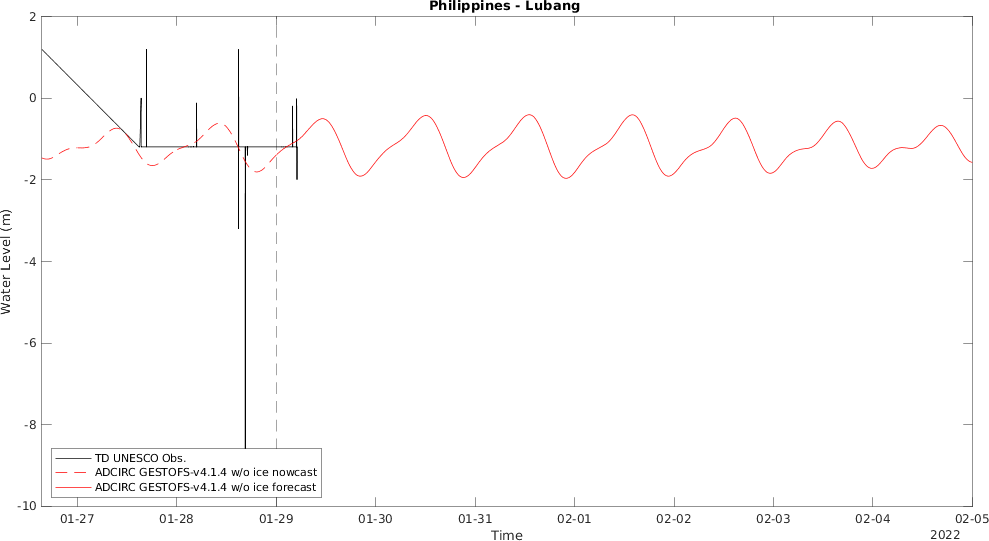 Philippines - Lubang
Water Level (m)
2
0
-2
-4
-6
-8
-10
TD UNESCO Obs.
ADCIRC GESTOFS-v4.1.4 w/o ice nowcast
ADCIRC GESTOFS-v4.1.4 w/o ice forecast
01-27 01-28 01-29 01-30 01-31 02-01 02-02 02-03 02-04 02-05
Time
2022